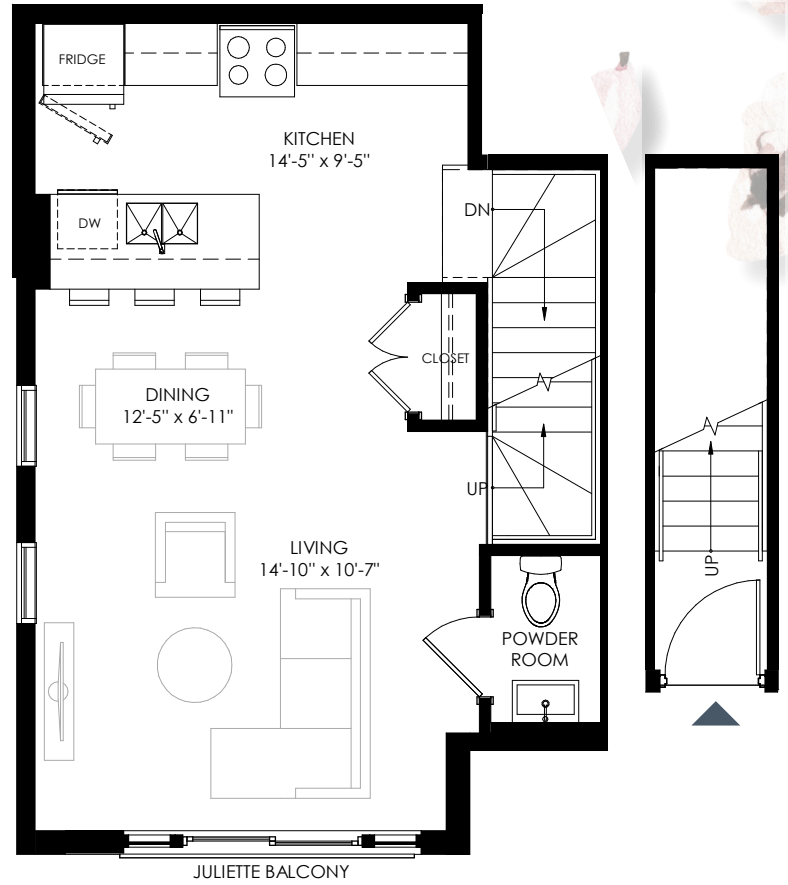 FRIDGE
KITCHEN
14'-5" x 9'-5"
DN
DW
CLOSET
DINING
12'-5" x 6'-11"
UP
LIVING
14'-10" x 10'-7"
UP
POWDER
ROOM
JULIETTE BALCONY